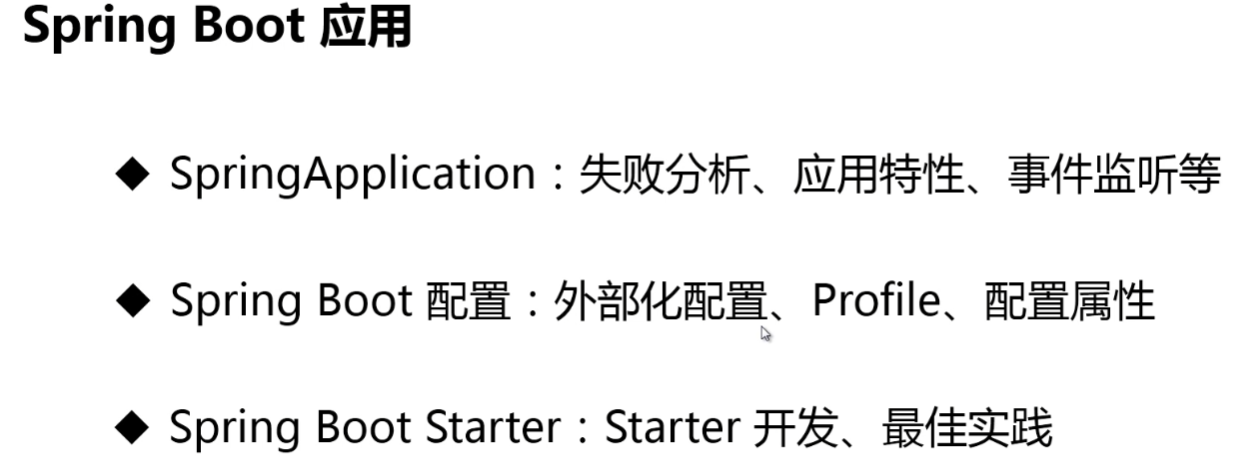 Spring Boot 应用
◆ SpringApplication：失败分析、应用特性、事件监听等
◆ Spring Boot 配置：外部化配置、Profile、配置属性
◆ Spring Boot Starter：Starter 开发、最佳实践